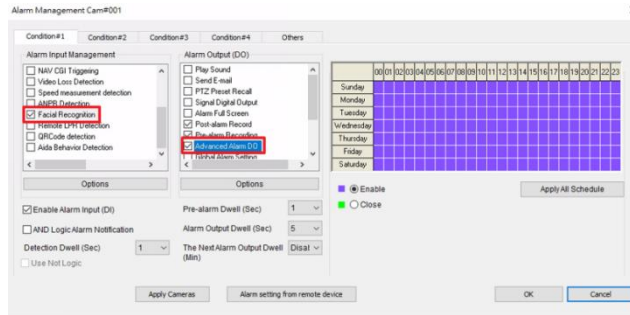 Alarm Management Cam#001
Condition#1 Condition#2 Condition#3 Condition#4 Others
Alarm Input Management
NAV CGI Triggering
Video Loss Detection
Speed measurement detection
ANPR Detection
Facial Recognition
Remote LPR Detection
QRCode detection
Aida Behavior Detection
Options
Enable Alarm Input (DI)
AND Logic Alarm Notification
Detection Dwell (Sec) 1
Use Not Logic
Alarm Output (DO)
Play Sound
Send E-mail
PTZ Preset Recall
Signal Digital Output
Alarm Full Screen
Post-alarm Record
Pre-alarm Recording
Advanced Alarm DO
Global Alarm Setting
Options
Pre-alarm Dwell (Sec) 1
Alarm Output Dwell (Sec) 5
The Next Alarm Output Dwell (Min) Disal
00 01 02 03 04 05 06 07 08 09 10 11 12 13 14 15 16 17 18 19 20 21 22 23
Sunday
Monday
Tuesday
Wednesday
Thursday
Friday
Saturday
Enable
Close
Apply All Schedule
Apply Cameras Alarm setting from remote device OK Cancel